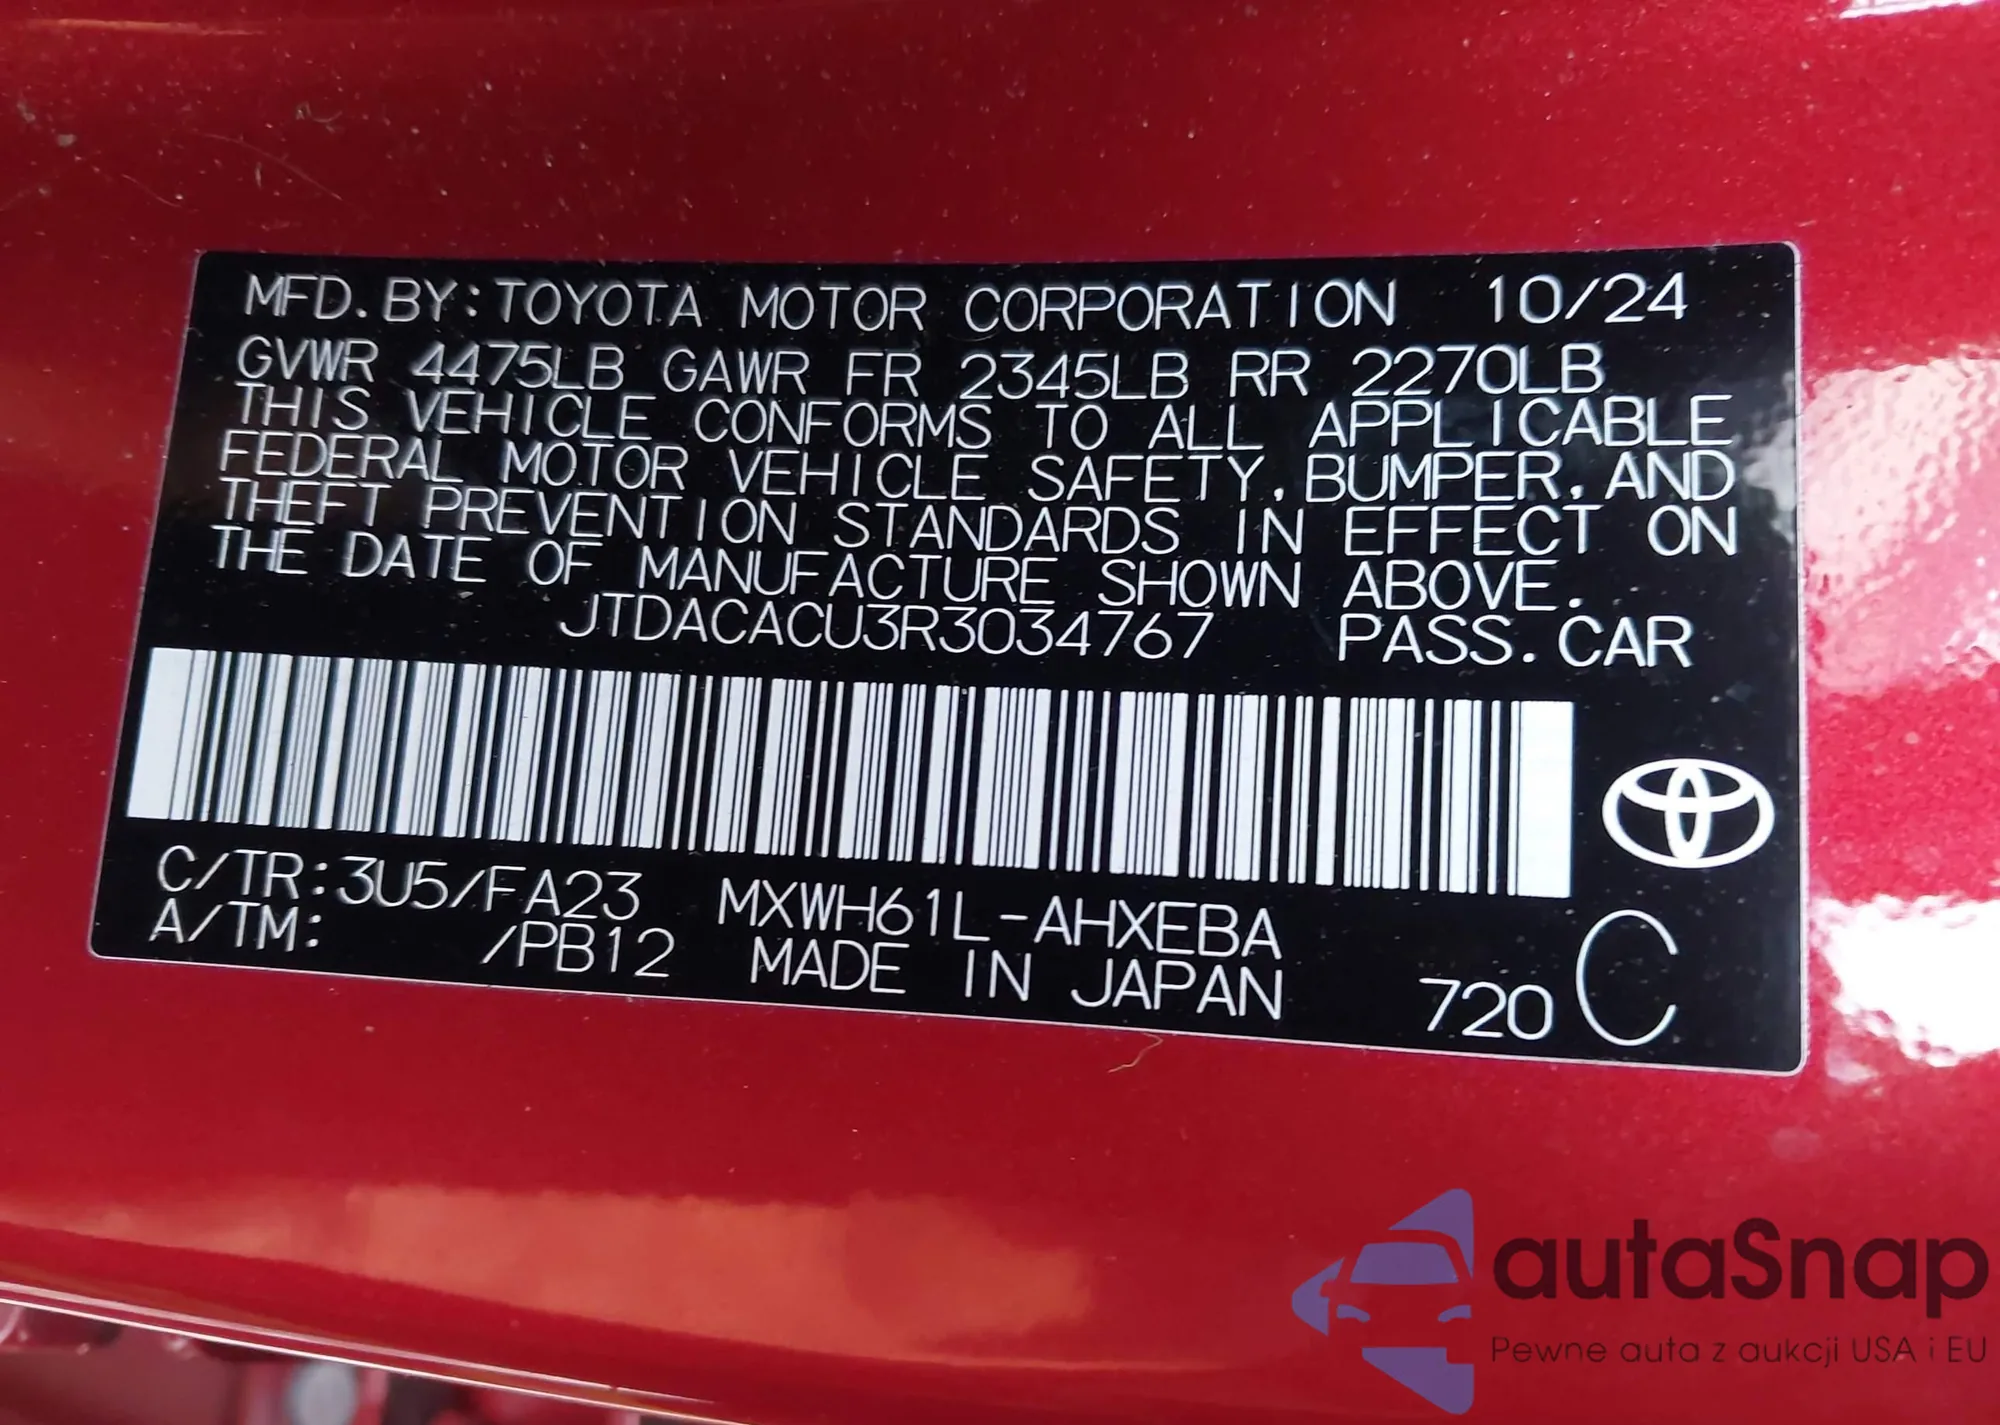 MFD.BY:TOYOTA MOTOR CORPORATION 10/24
GVWR 4475LB GAWR FR 2345LB RR 2270LB
THIS VEHICLE CONFORMS TO ALL APPLICABLE
FEDERAL MOTOR VEHICLE SAFETY,BUMPER,AND
THEFT PREVENTION STANDARDS IN EFFECT ON
THE DATE OF MANUFACTURE SHOWN ABOVE.
JTDACACU3R3034767 PASS.CAR
C/TR:3U5/FA23 MXWH61L-AHXEBA
A/TM: /PB12 MADE IN JAPAN 720 C
autaSnap
Pewne auta z aukcji USA i EU